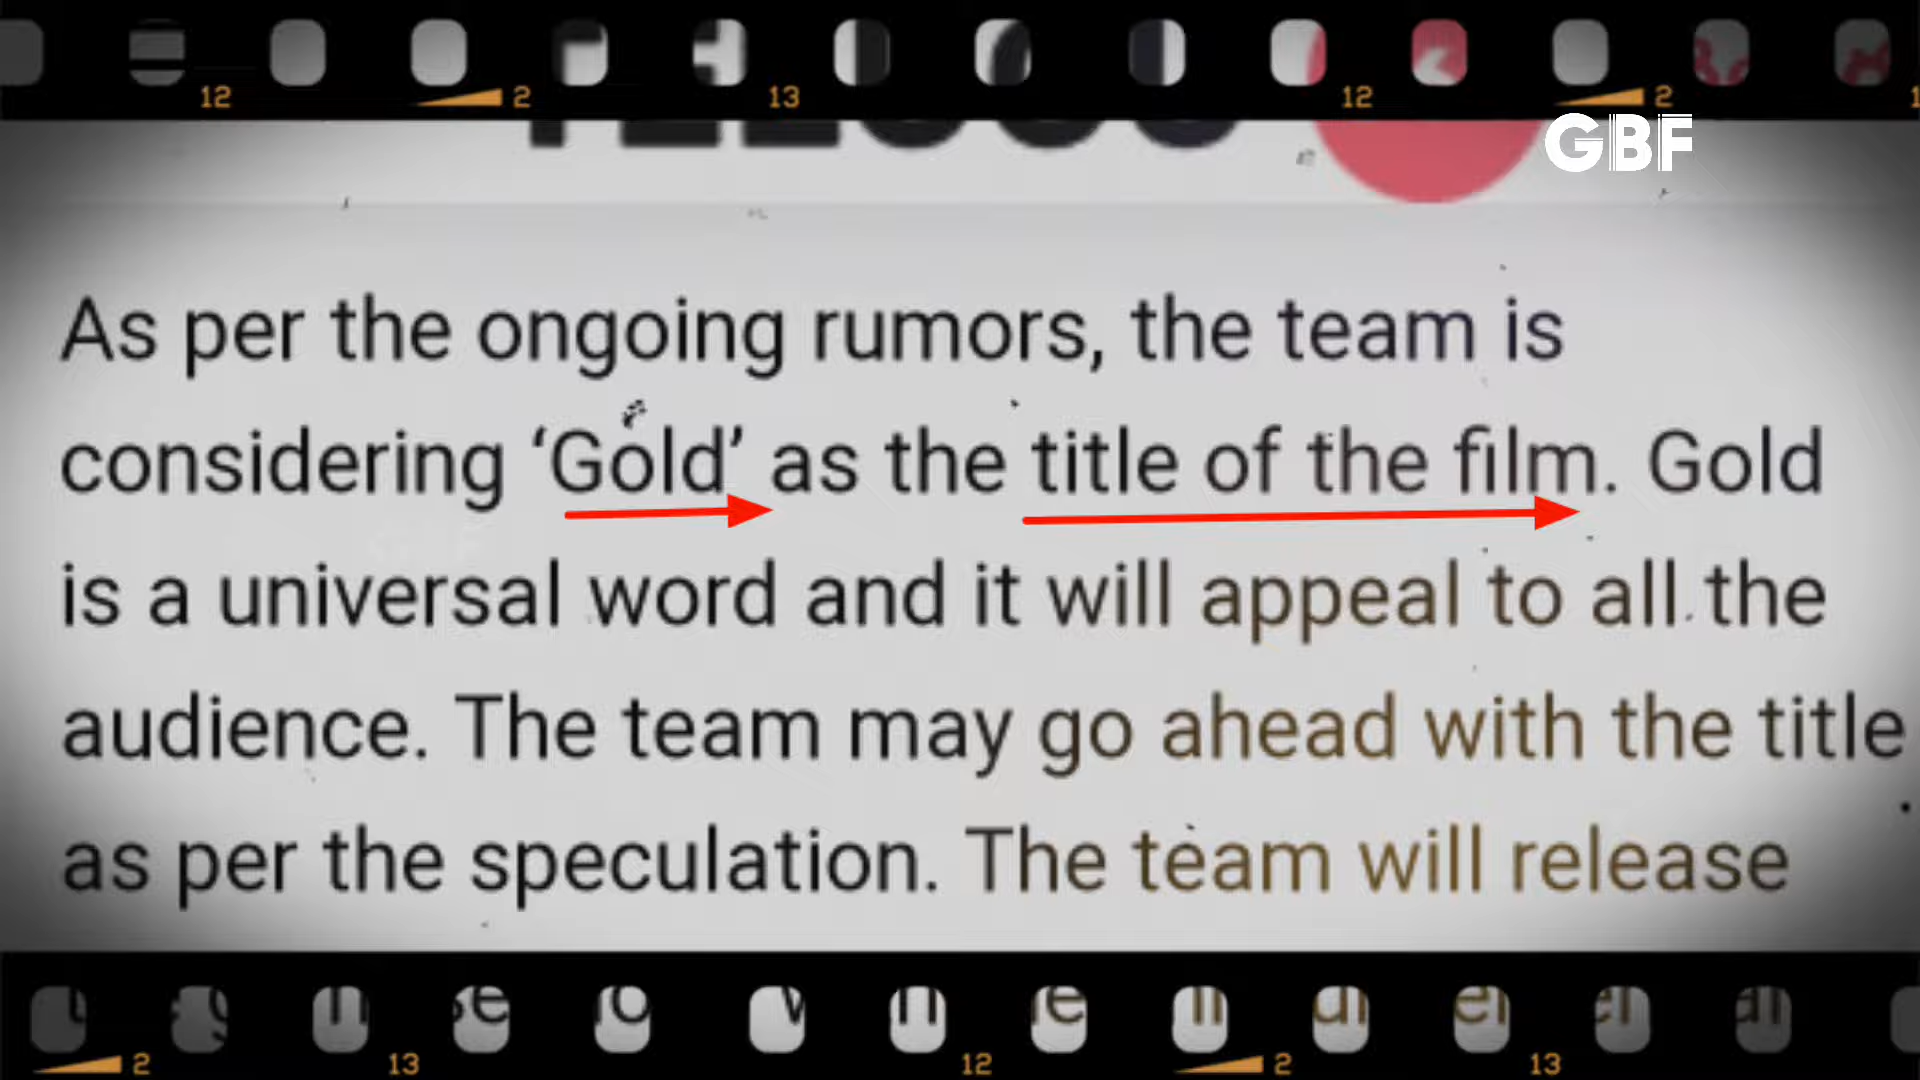 12 2 13 12 2
GBF
As per the ongoing rumors, the team is
considering ‘Gold’ as the title of the film. Gold
is a universal word and it will appeal to all the
audience. The team may go ahead with the title
as per the speculation. The team will release
2 13 12 2 13